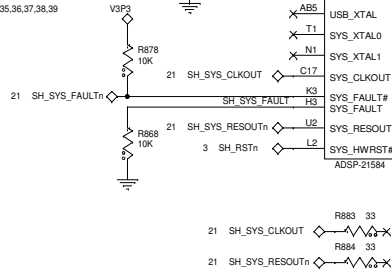 35,36,37,38,39 V3P3
AB5 USB_XTAL
T1 SYS_XTAL0
R878
10K
N1 SYS_XTAL1
21 SH_SYS_CLKOUT C17 SYS_CLKOUT
21 SH_SYS_FAULTn K3 SYS_FAULT#
SH_SYS_FAULT H3 SYS_FAULT
R868
10K
21 SH_SYS_RESOUTn U2 SYS_RESOUT
3 SH_RSTn L2 SYS_HWRST#
ADSP-21584
R883 33
21 SH_SYS_CLKOUT
R884 33
21 SH_SYS_RESOUTn